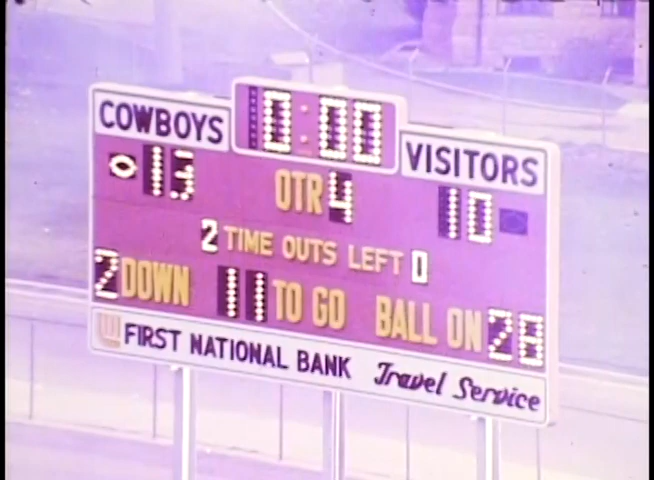 COWBOYS 0:00 VISITORS
13 QTR 4 10
2 TIME OUTS LEFT 0
2 DOWN 11 TO GO BALL ON 28
FIRST NATIONAL BANK Travel Service